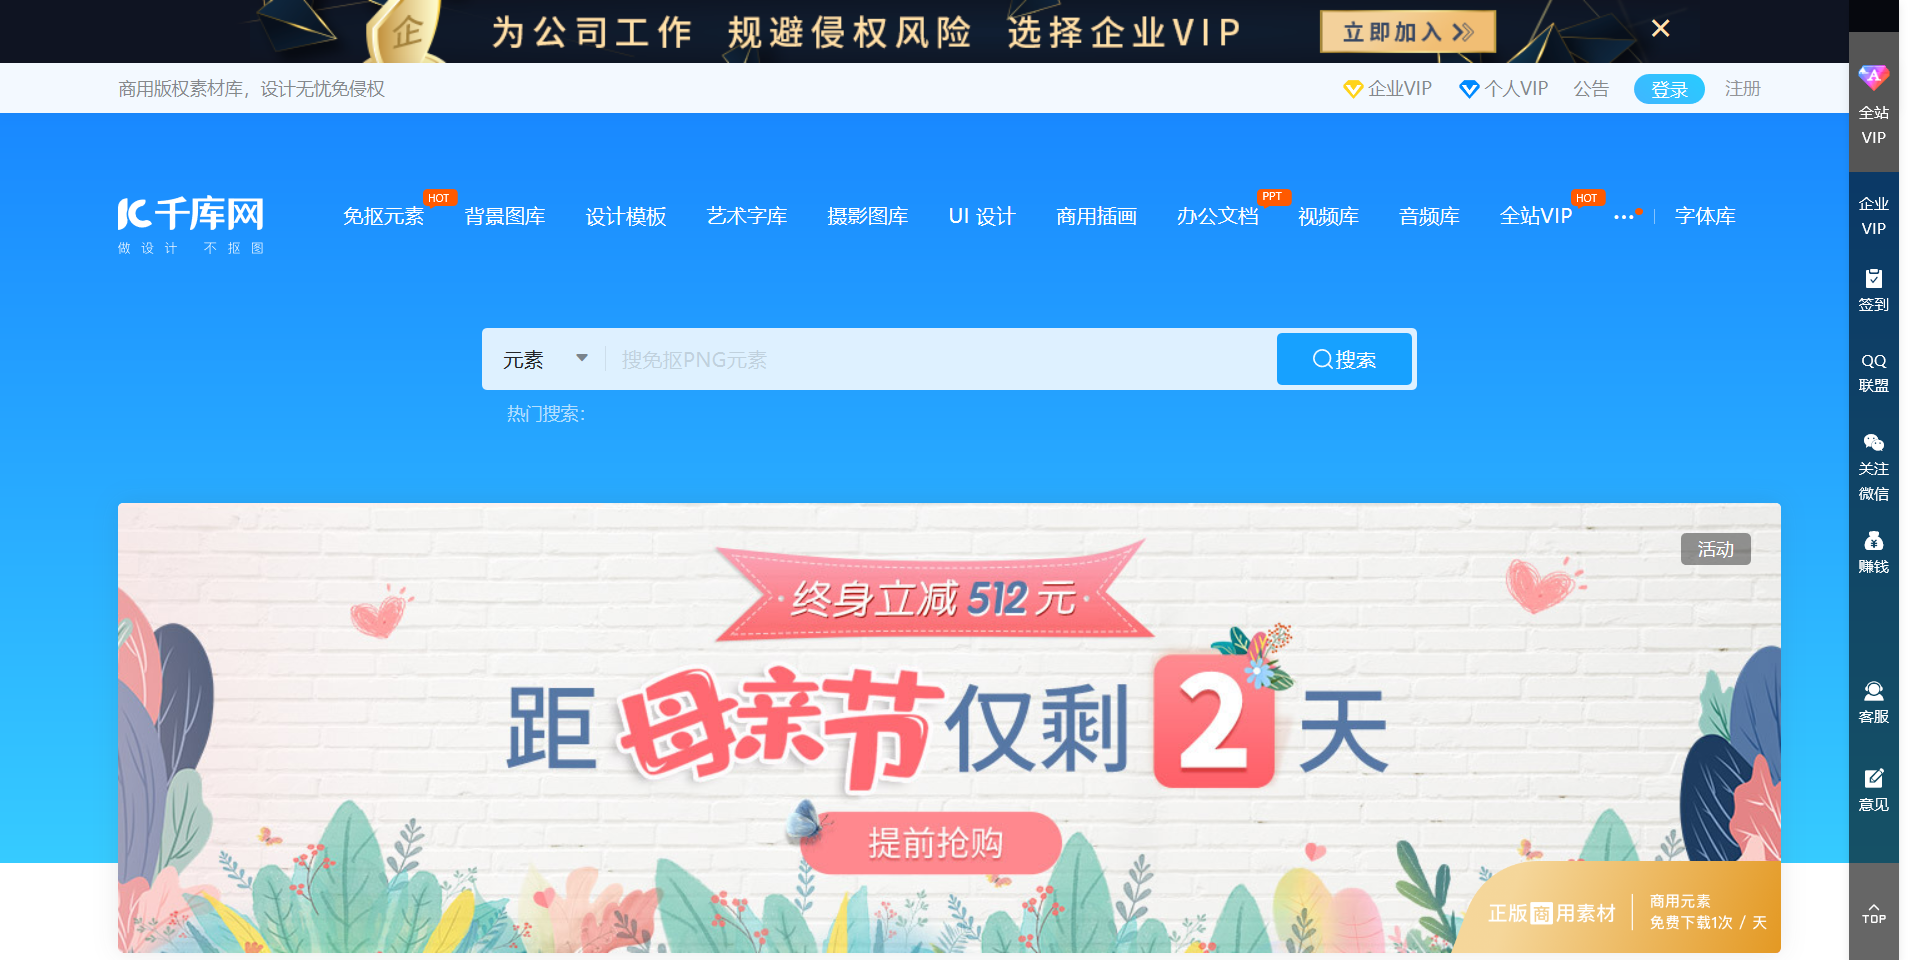 企 为公司工作 规避侵权风险 选择企业VIP 立即加入
商用版权素材库，设计无忧免侵权 企业VIP 个人VIP 公告 登录 注册
千库网
做设计 不抠图
免抠元素 HOT 背景图库 设计模板 艺术字库 摄影图库 UI 设计 商用插画 办公文档 PPT 视频库 音频库 全站VIP HOT ··· 字体库
元素 搜免抠PNG元素 搜索
热门搜索：
活动
终身立减 512 元
距 母亲节 仅剩 2 天
提前抢购
正版商用素材
商用元素
免费下载1次 / 天
A
全站
VIP
企业
VIP
签到
QQ
联盟
关注
微信
赚钱
客服
意见
TOP